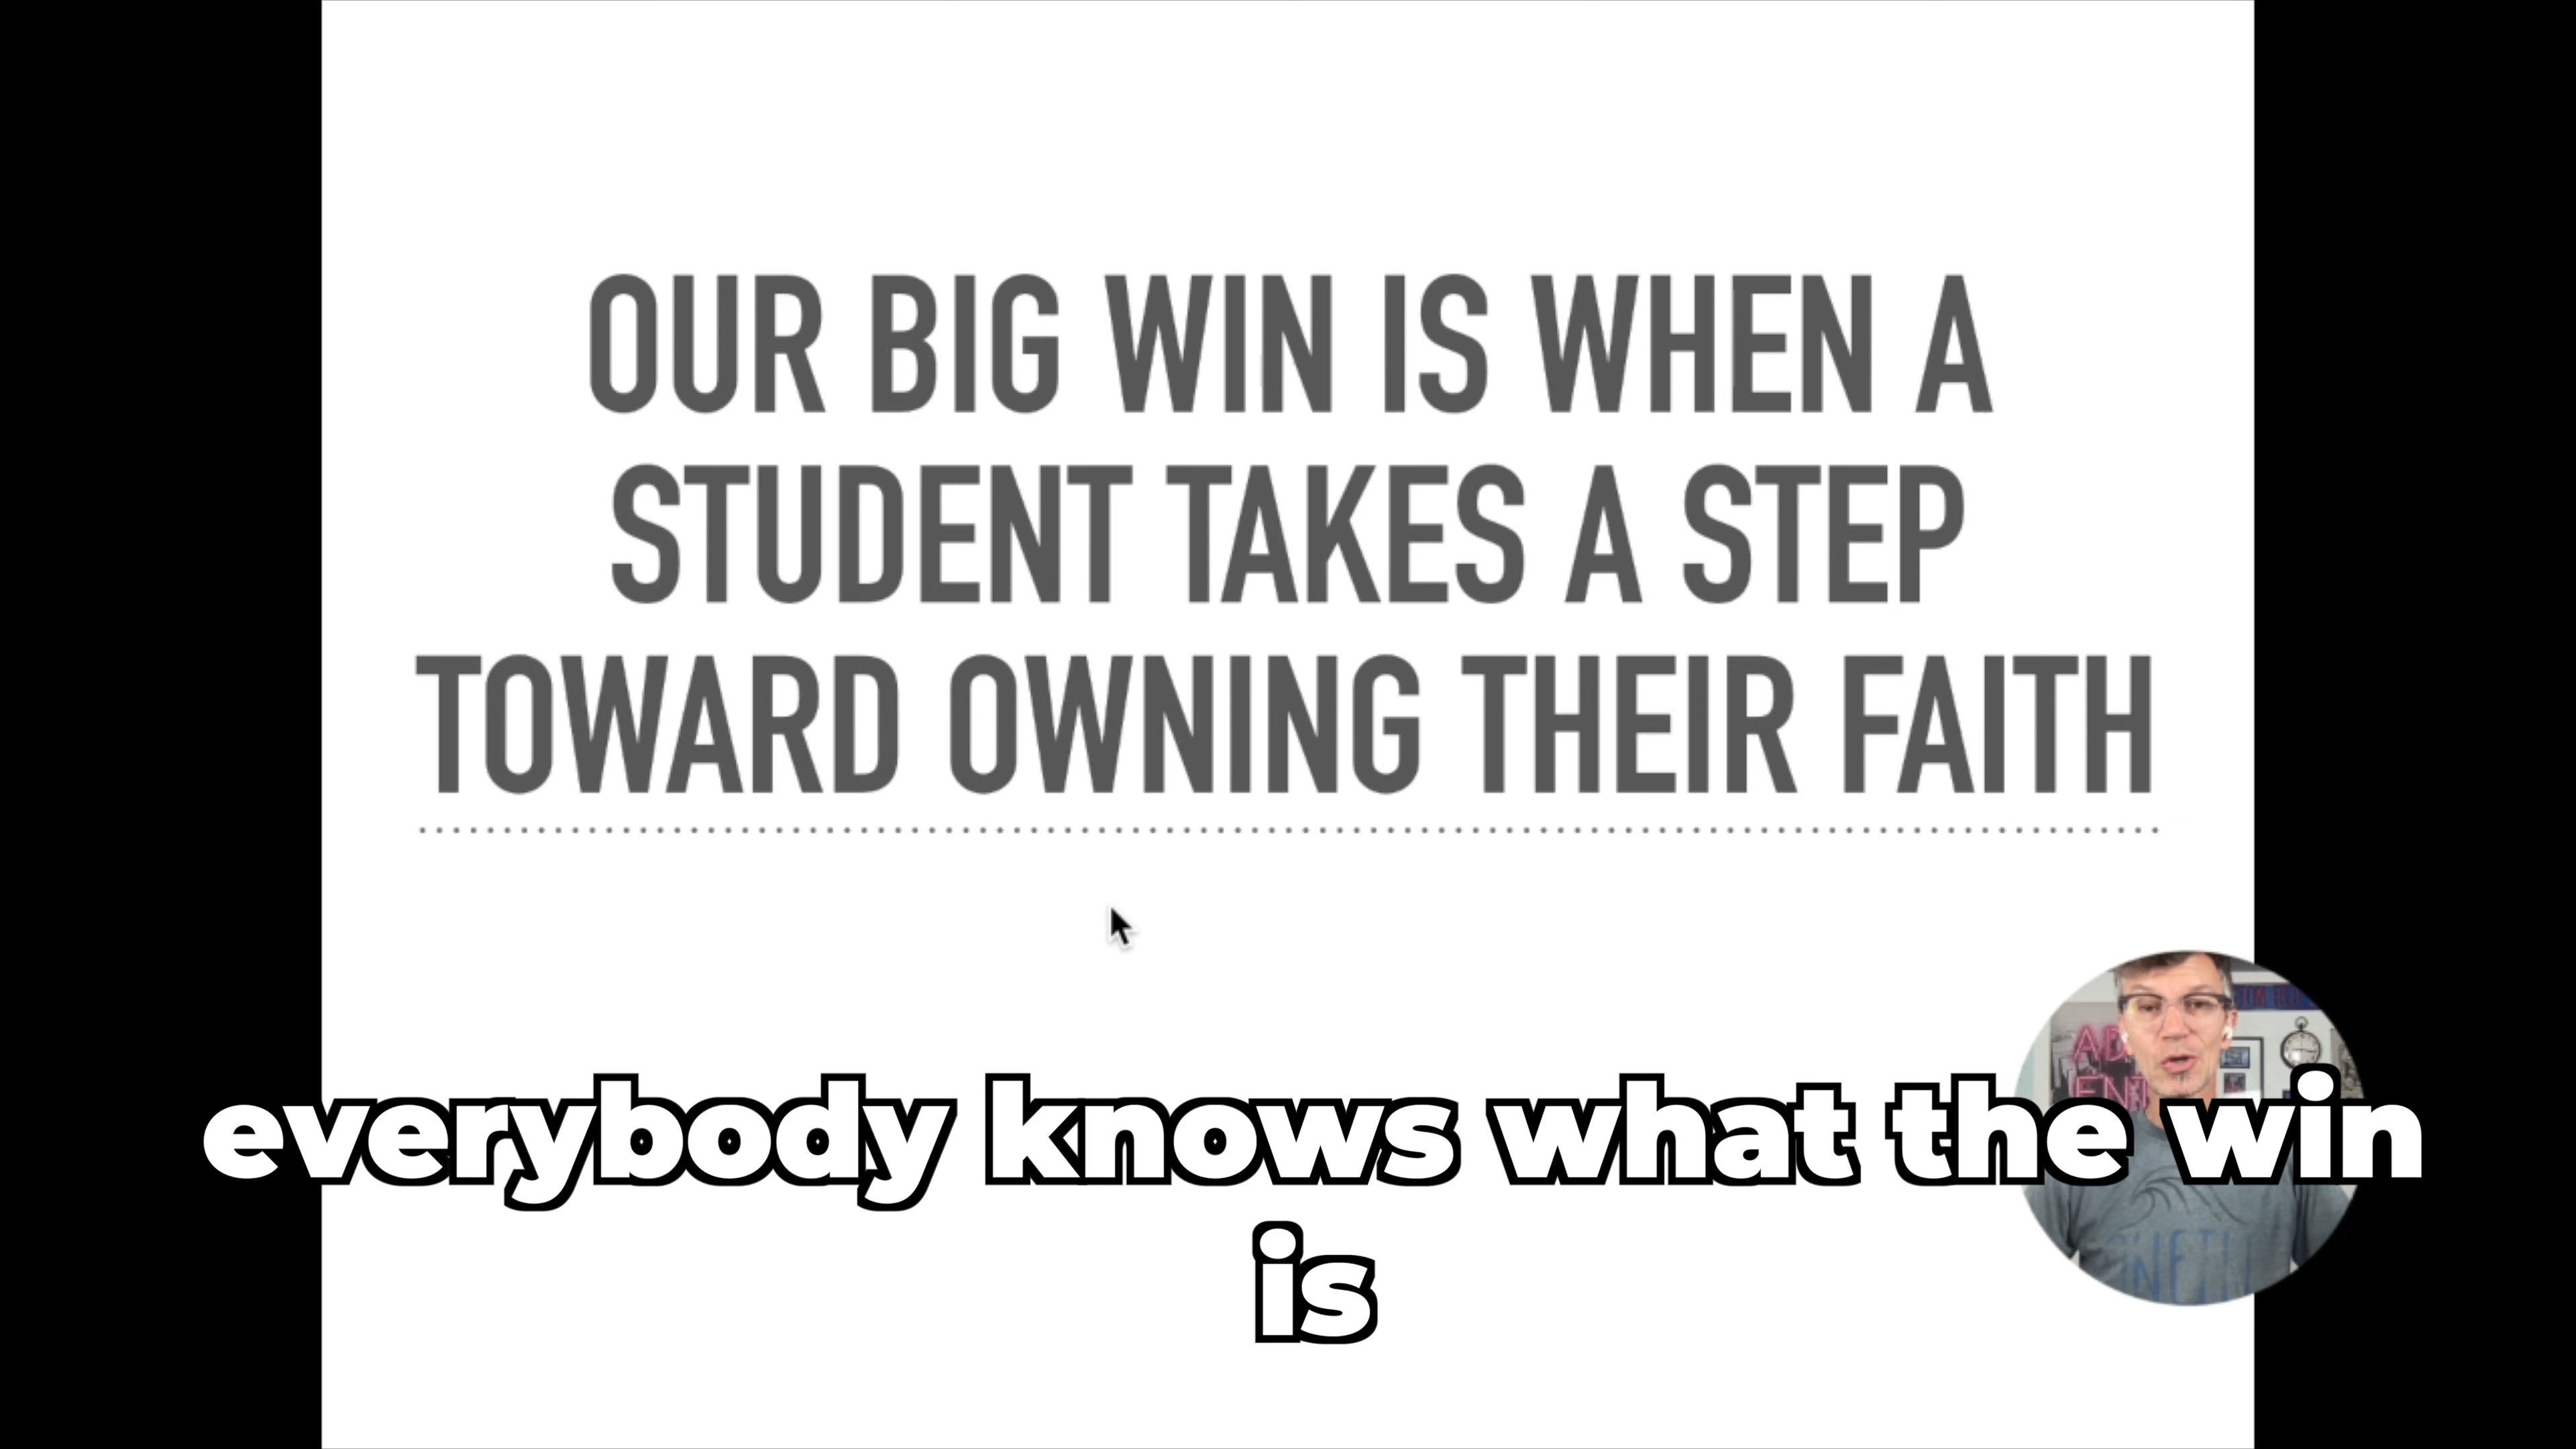 OUR BIG WIN IS WHEN A
STUDENT TAKES A STEP
TOWARD OWNING THEIR FAITH
everybody knows what the win
is